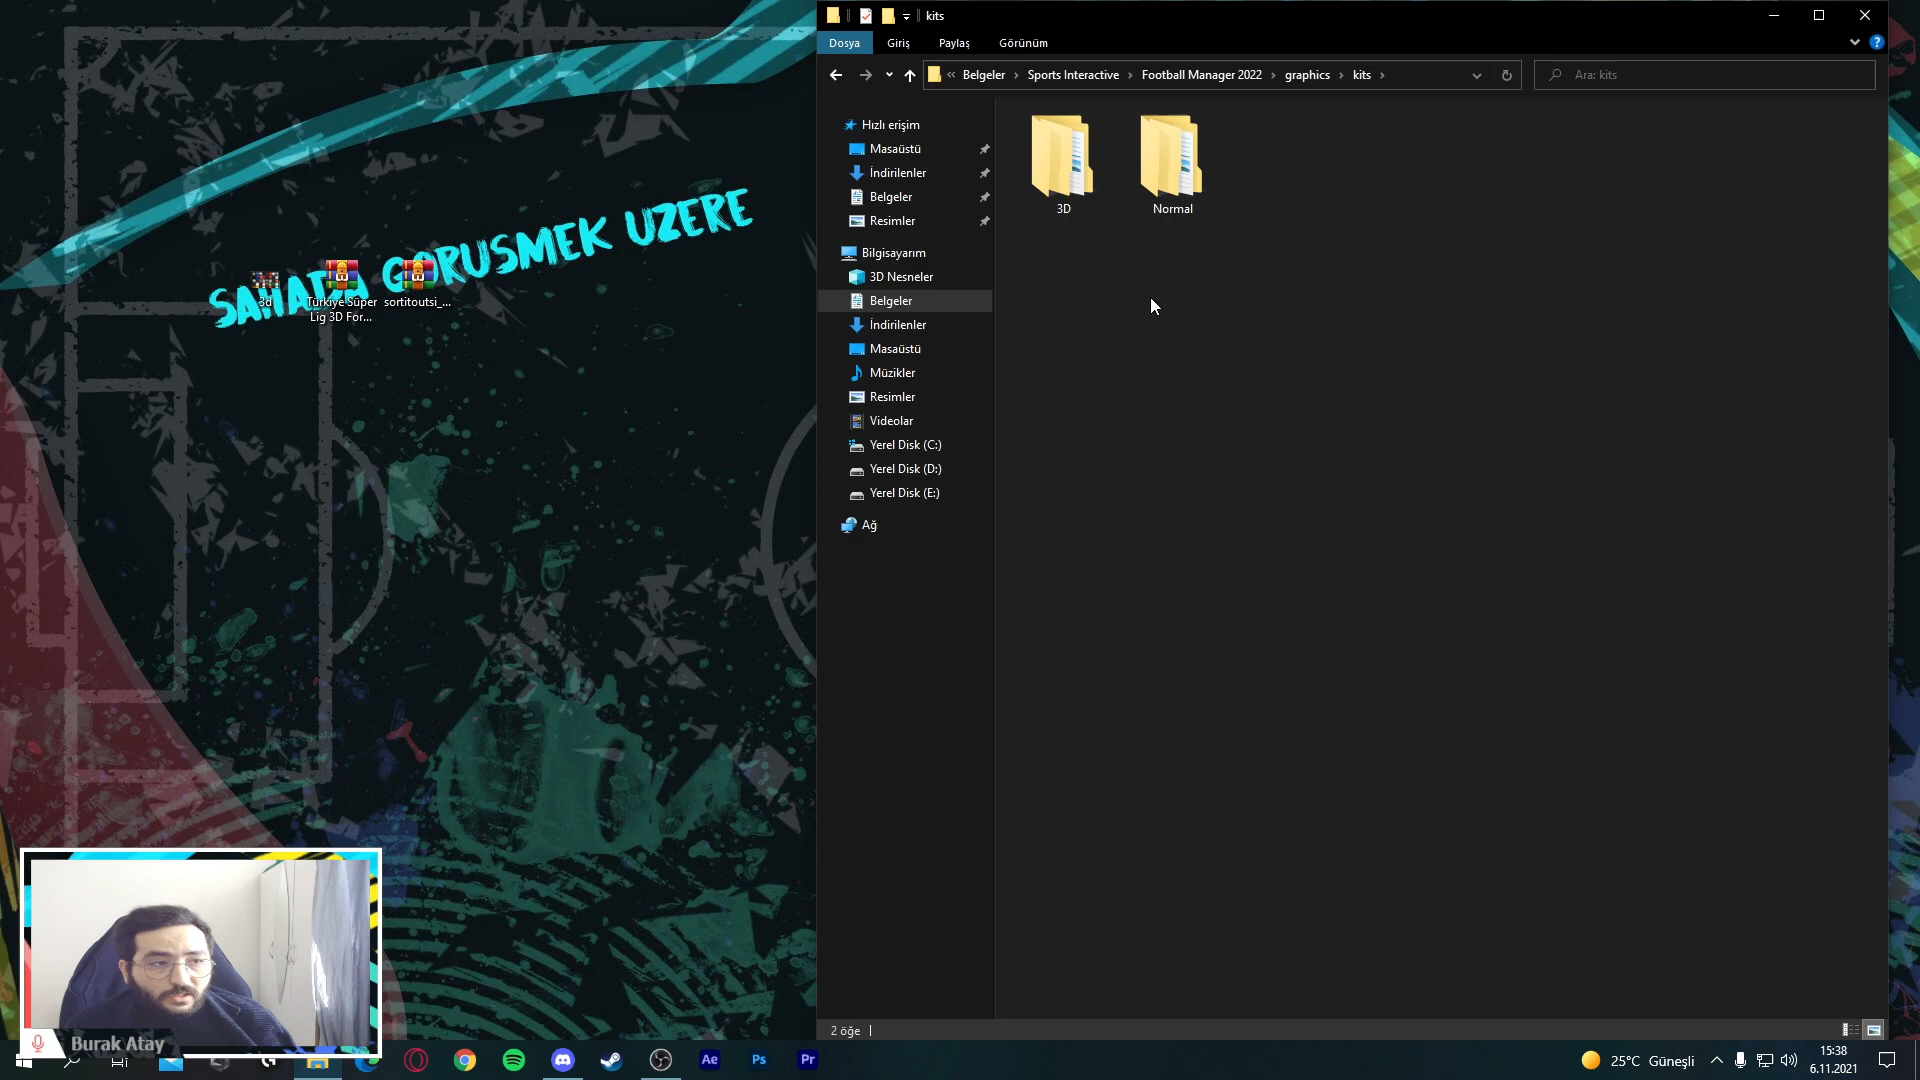 kits
Dosya
Giriş
Paylaş
Görünüm
« Belgeler › Sports Interactive › Football Manager 2022 › graphics › kits ›
Ara: kits
Hızlı erişim
Masaüstü
İndirilenler
Belgeler
Resimler
Bilgisayarım
3D Nesneler
Belgeler
İndirilenler
Masaüstü
Müzikler
Resimler
Videolar
Yerel Disk (C:)
Yerel Disk (D:)
Yerel Disk (E:)
Ağ
3D
Normal
SAHADA GORUSMEK UZERE
3d
Türkiye Süper
Lig 3D For...
sortitoutsi_...
2 öğe
Burak Atay
Ae
Ps
Pr
25°C Güneşli
15:38
6.11.2021